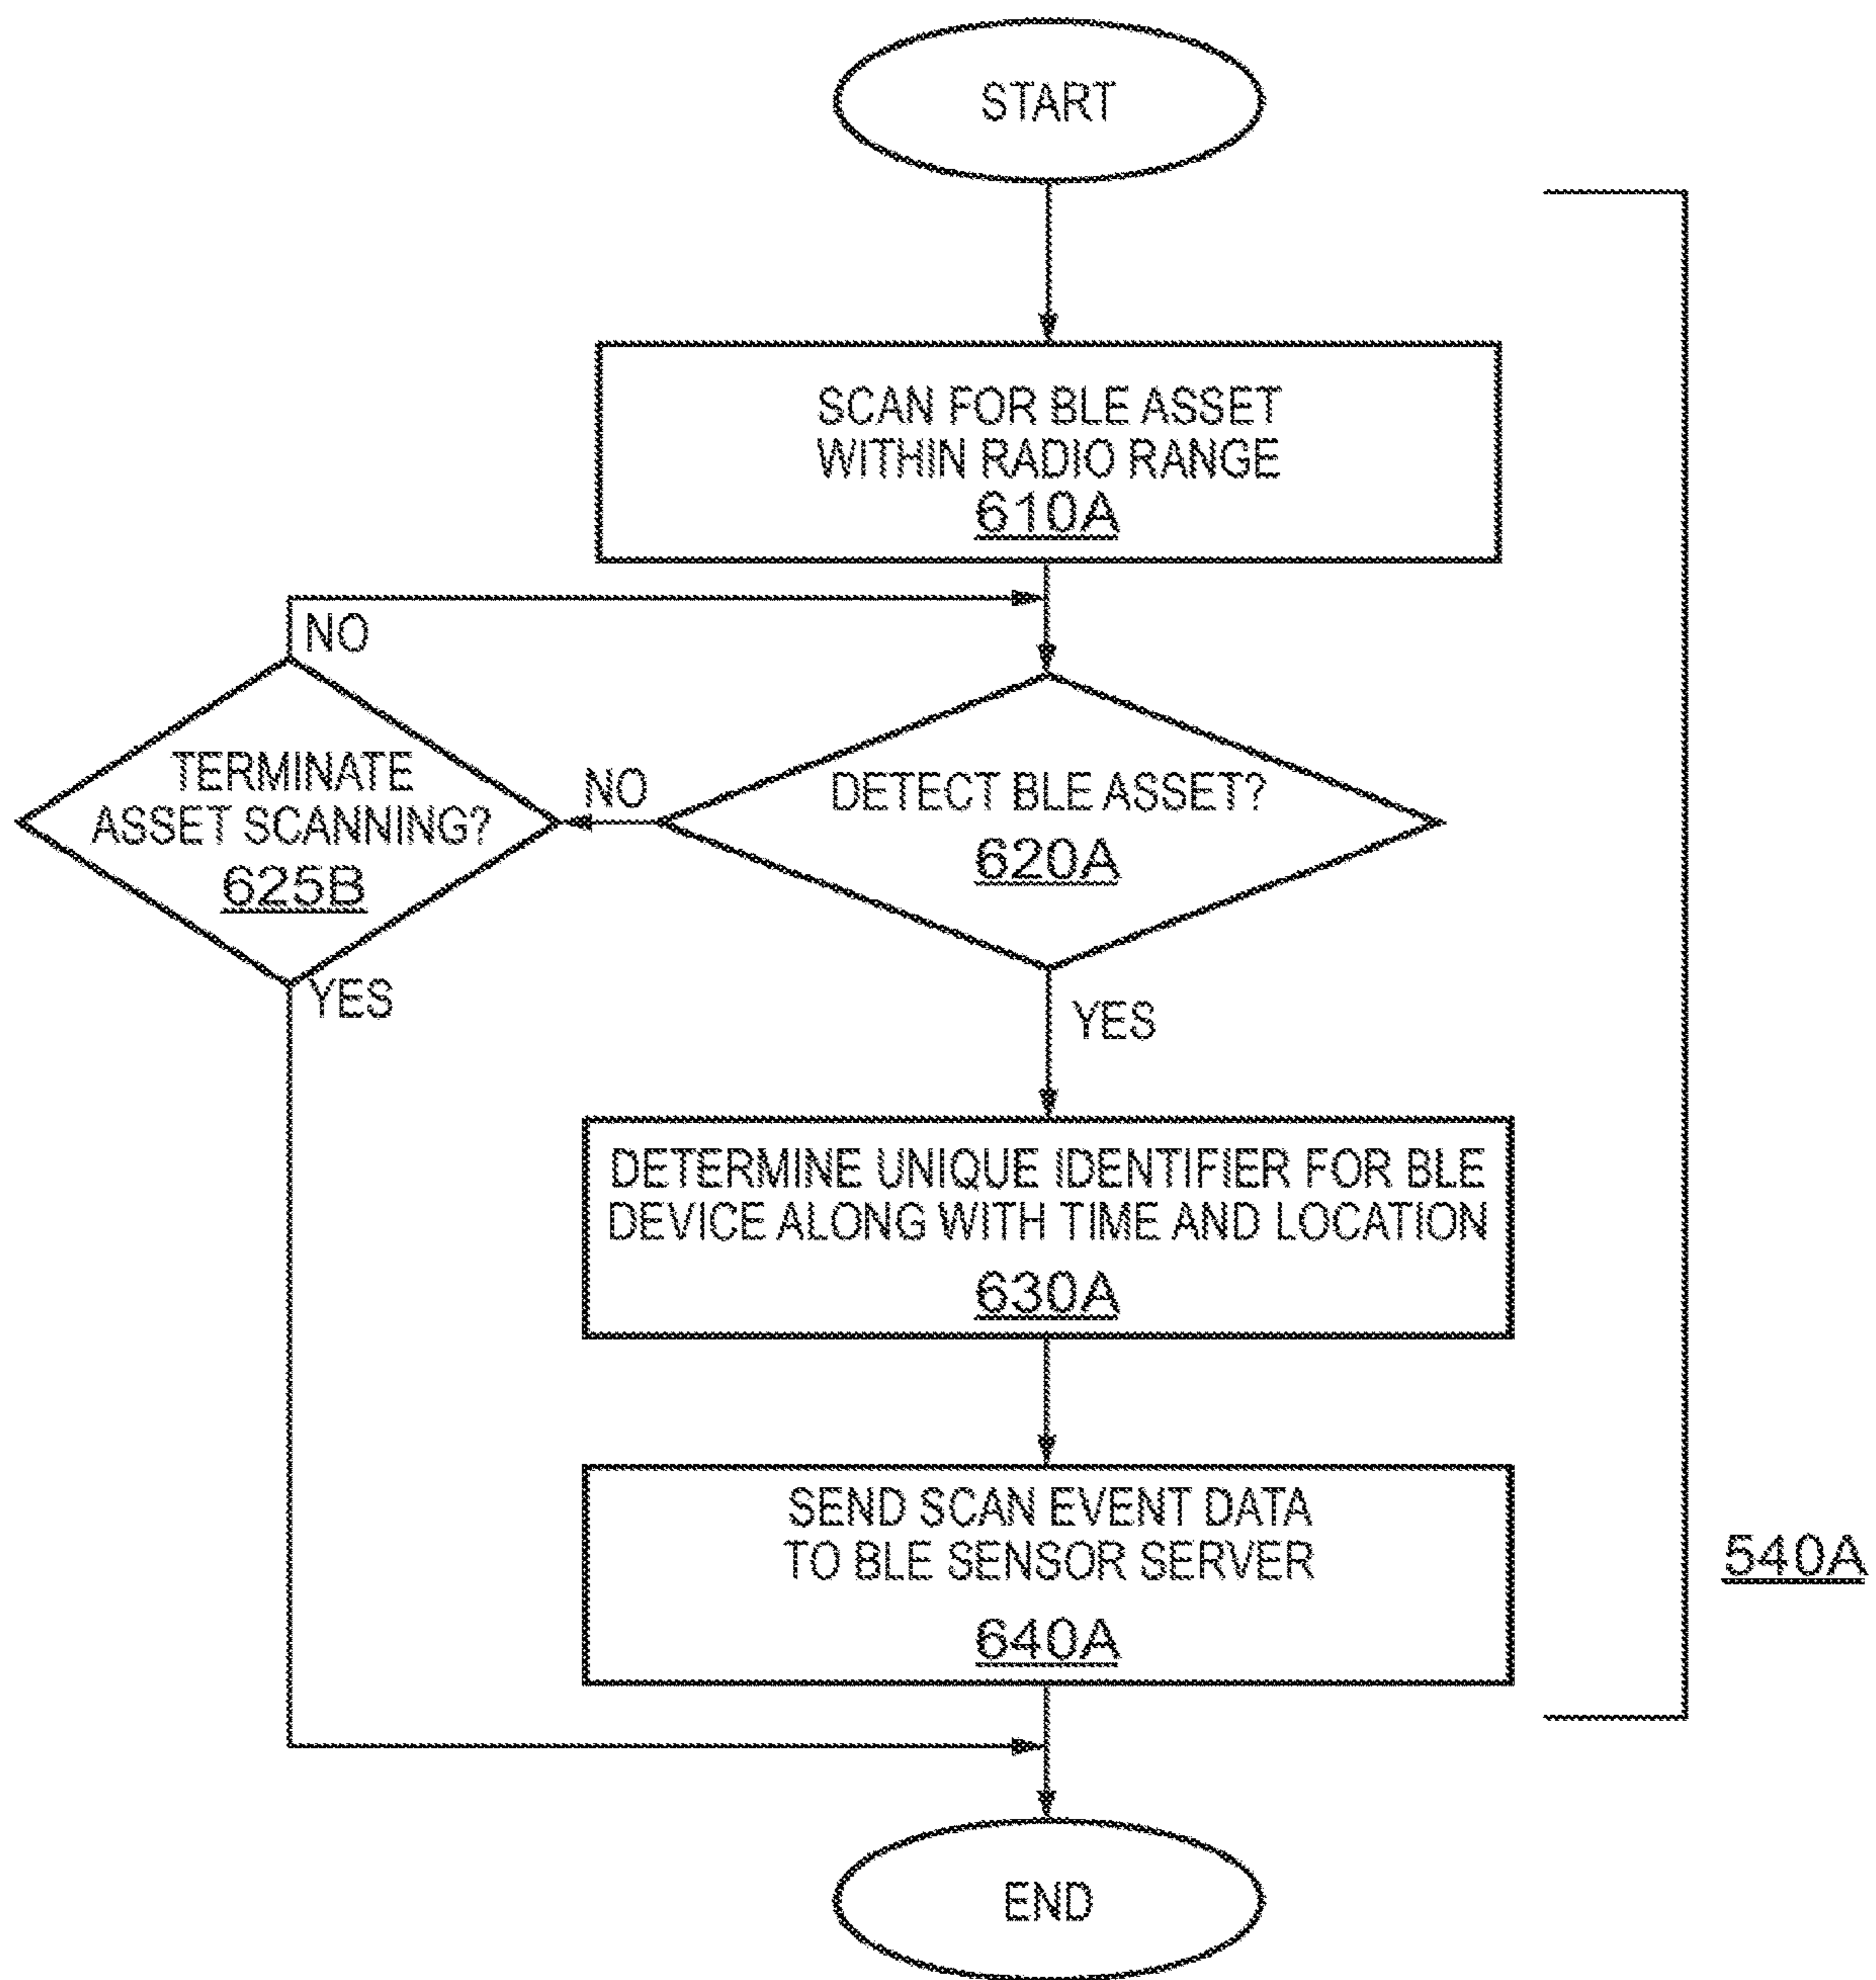 START
SCAN FOR BLE ASSET
WITHIN RADIO RANGE
610A
NO
TERMINATE
ASSET SCANNING?
625B
YES
NO
DETECT BLE ASSET?
620A
YES
DETERMINE UNIQUE IDENTIFIER FOR BLE
DEVICE ALONG WITH TIME AND LOCATION
630A
SEND SCAN EVENT DATA
TO BLE SENSOR SERVER
640A
540A
END